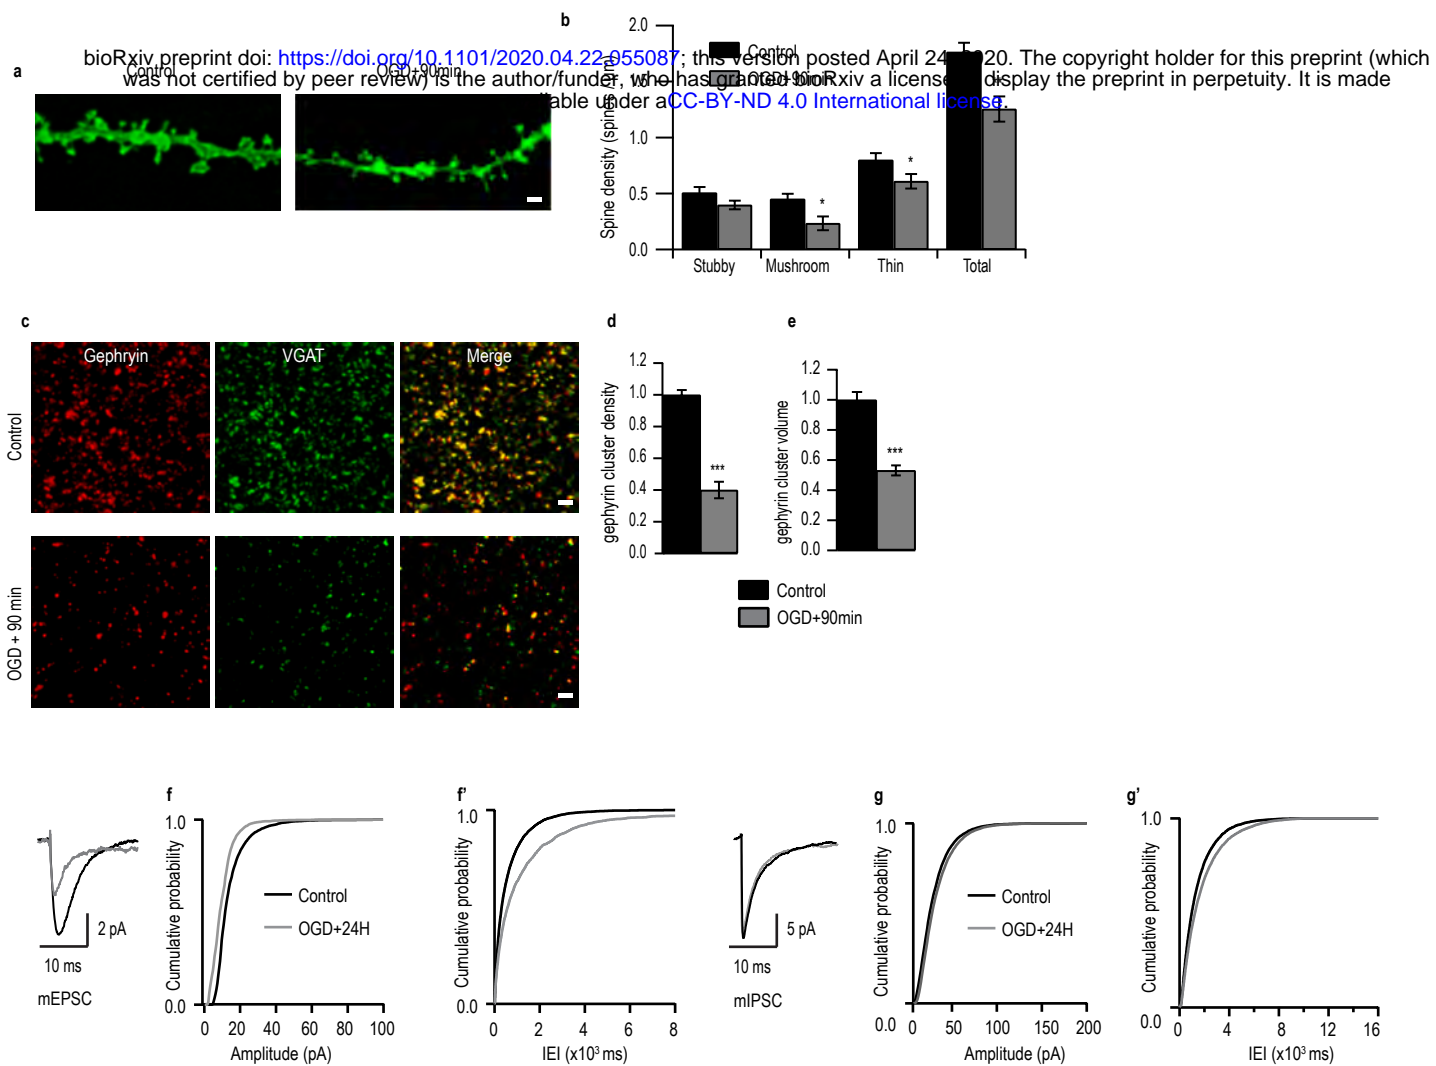 b
2.0
bioRxiv preprint doi: https://doi.org/10.1101/2020.04.22.055087; this version posted April 24, 2020. The copyright holder for this preprint (which
was not certified by peer review) is the author/funder, who has granted bioRxiv a license to display the preprint in perpetuity. It is made
able under aCC-BY-ND 4.0 International license.
a
Control
OGD+90min
Control
OGD+90min
Spine density (spines /µm)
1.5
1.0
0.5
0.0
*
*
*
Stubby
Mushroom
Thin
Total
c
Gephryin
VGAT
Merge
Control
OGD + 90 min
d
gephyrin cluster density
1.2
1.0
0.8
0.6
0.4
0.2
0.0
***
e
gephyrin cluster volume
1.2
1.0
0.8
0.6
0.4
0.2
0.0
***
Control
OGD+90min
2 pA
10 ms
mEPSC
f
Cumulative probability
1.0
0.0
Control
OGD+24H
0 20 40 60 80 100
Amplitude (pA)
f'
Cumulative probability
1.0
0.0
0 2 4 6 8
IEI (x10³ ms)
5 pA
10 ms
mIPSC
g
Cumulative probability
1.0
0.0
Control
OGD+24H
0 50 100 150 200
Amplitude (pA)
g'
Cumulative probability
1.0
0.0
0 4 8 12 16
IEI (x10³ ms)